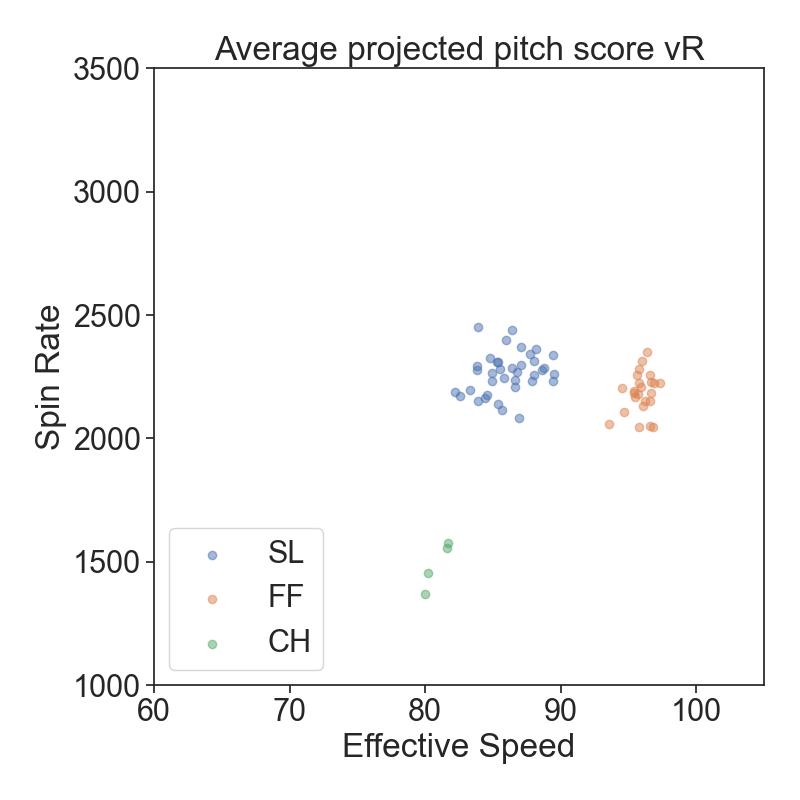 Average projected pitch score vR
3500
3000
2500
2000
1500
1000
Spin Rate
SL
FF
CH
60 70 80 90 100
Effective Speed